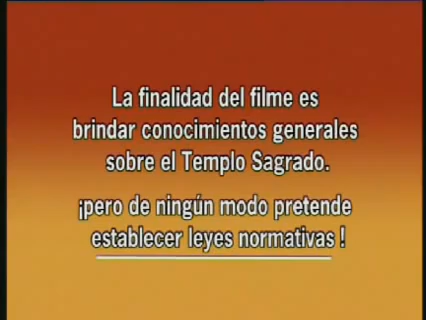 La finalidad del filme es
brindar conocimientos generales
sobre el Templo Sagrado.
¡pero de ningún modo pretende
establecer leyes normativas !